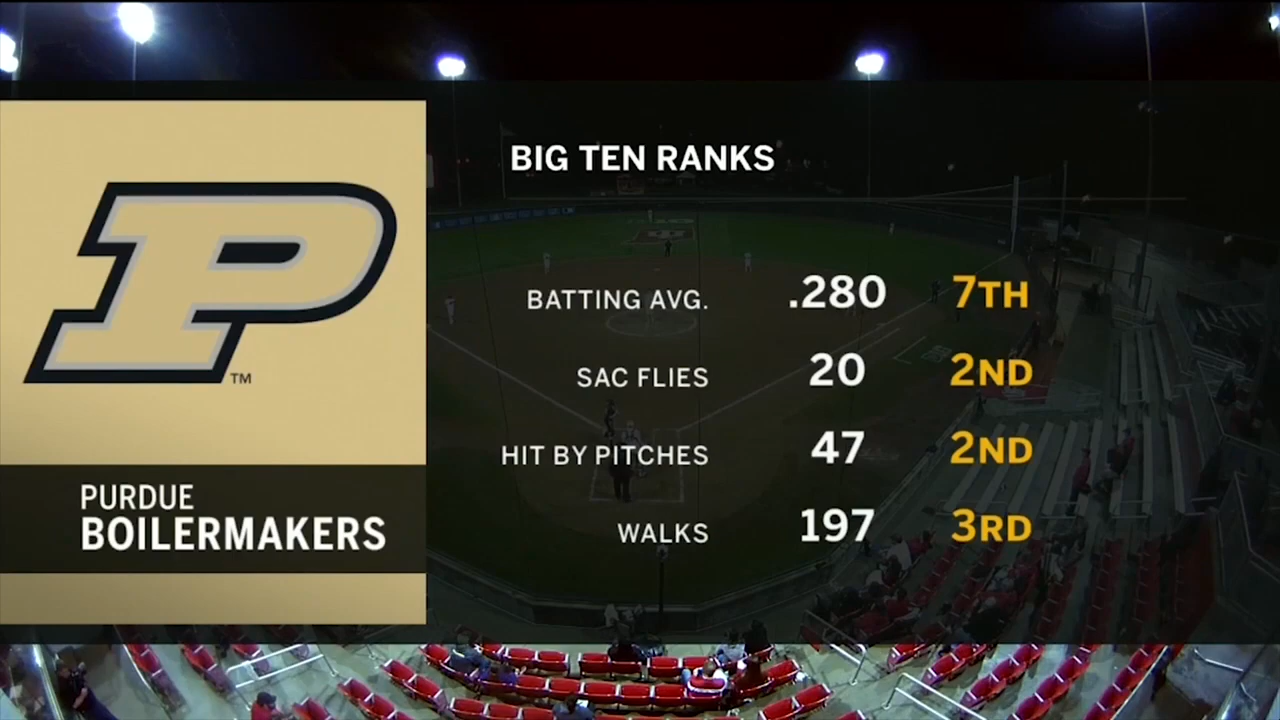 BIG TEN RANKS
BATTING AVG. .280 7TH
SAC FLIES 20 2ND
HIT BY PITCHES 47 2ND
WALKS 197 3RD
P
TM
PURDUE
BOILERMAKERS